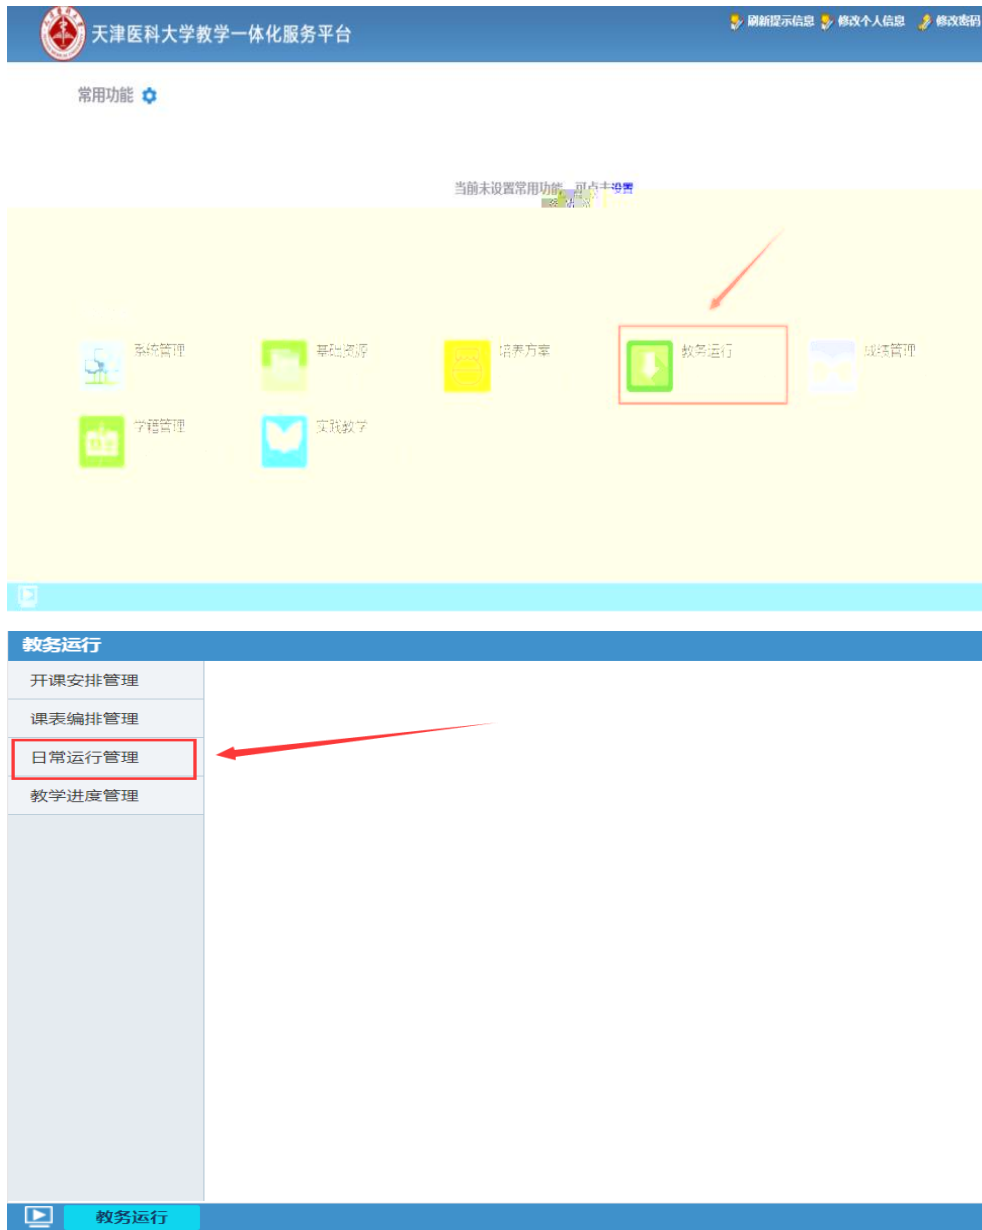 天津医科大学教学一体化服务平台
刷新提示信息 修改个人信息 修改密码
常用功能
当前未设置常用功能，可点击设置
系统管理 基础资源 培养方案 教务运行 成绩管理
学籍管理 实践教学
教务运行
开课安排管理
课表编排管理
日常运行管理
教学进度管理
教务运行